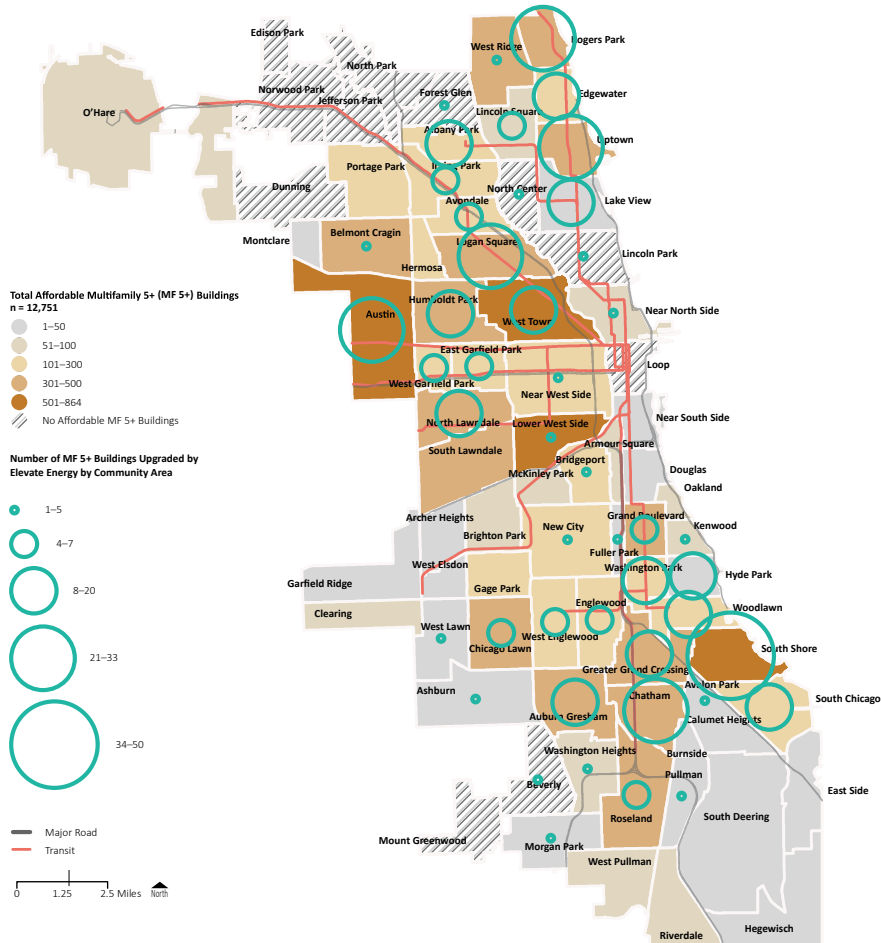 Edison Park
North Park
West Ridge
Rogers Park
Norwood Park
Jefferson Park
Forest Glen
Edgewater
O'Hare
Lincoln Square
Albany Park
Uptown
Portage Park
Irving Park
Dunning
North Center
Avondale
Lake View
Montclare
Belmont Cragin
Logan Square
Lincoln Park
Hermosa
Total Affordable Multifamily 5+ (MF 5+) Buildings
n = 12,751
1–50
51–100
101–300
301–500
501–864
No Affordable MF 5+ Buildings
Austin
Humboldt Park
West Town
Near North Side
East Garfield Park
Loop
West Garfield Park
Near West Side
North Lawndale
Lower West Side
Near South Side
Armour Square
South Lawndale
Bridgeport
McKinley Park
Douglas
Oakland
Number of MF 5+ Buildings Upgraded by
Elevate Energy by Community Area
1–5
4–7
8–20
21–33
34–50
Archer Heights
Brighton Park
New City
Grand Boulevard
Kenwood
Fuller Park
West Elsdon
Washington Park
Hyde Park
Garfield Ridge
Gage Park
Clearing
Englewood
Woodlawn
West Lawn
West Englewood
Chicago Lawn
South Shore
Greater Grand Crossing
Ashburn
Avalon Park
Chatham
South Chicago
Auburn Gresham
Calumet Heights
Washington Heights
Burnside
Pullman
Beverly
East Side
Roseland
South Deering
Mount Greenwood
Morgan Park
West Pullman
Riverdale
Hegewisch
Major Road
Transit
0 1.25 2.5 Miles
North